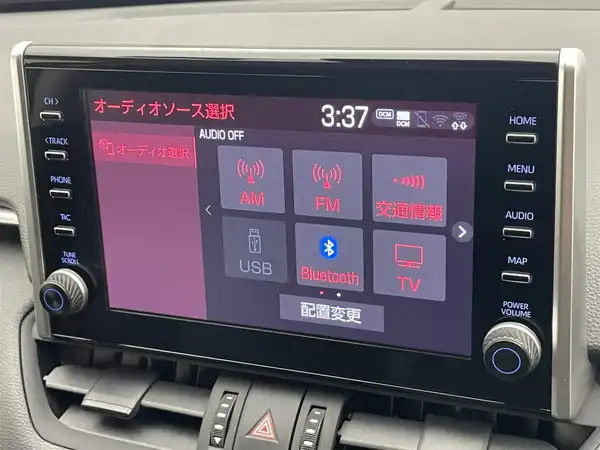 CH>
<TRACK
PHONE
TUNE
SCROLL
オーディオソース選択
3:37
DCM
DCM
オーディオ選択
AUDIO OFF
AM
FM
交通情報
USB
Bluetooth
TV
配置変更
HOME
MENU
AUDIO
MAP
POWER
VOLUME